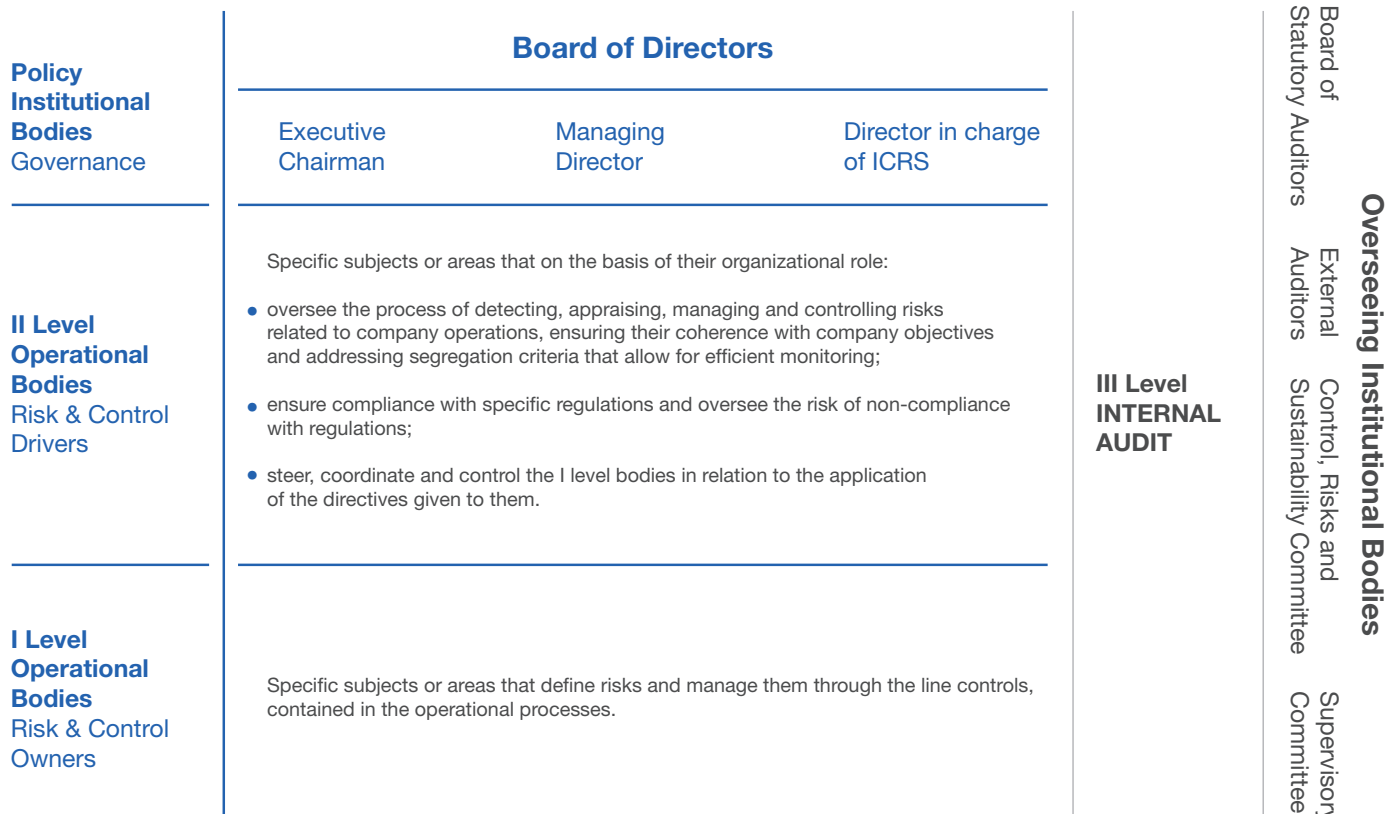 Policy
Institutional
Bodies
Governance
Board of Directors
Executive
Chairman
Managing
Director
Director in charge
of ICRS
II Level
Operational
Bodies
Risk & Control
Drivers
Specific subjects or areas that on the basis of their organizational role:
• oversee the process of detecting, appraising, managing and controlling risks
related to company operations, ensuring their coherence with company objectives
and addressing segregation criteria that allow for efficient monitoring;
• ensure compliance with specific regulations and oversee the risk of non-compliance
with regulations;
• steer, coordinate and control the I level bodies in relation to the application
of the directives given to them.
I Level
Operational
Bodies
Risk & Control
Owners
Specific subjects or areas that define risks and manage them through the line controls,
contained in the operational processes.
III Level
INTERNAL
AUDIT
Board of
Statutory Auditors
External
Auditors
Control, Risks and
Sustainability Committee
Supervisory
Committee
Overseeing Institutional Bodies